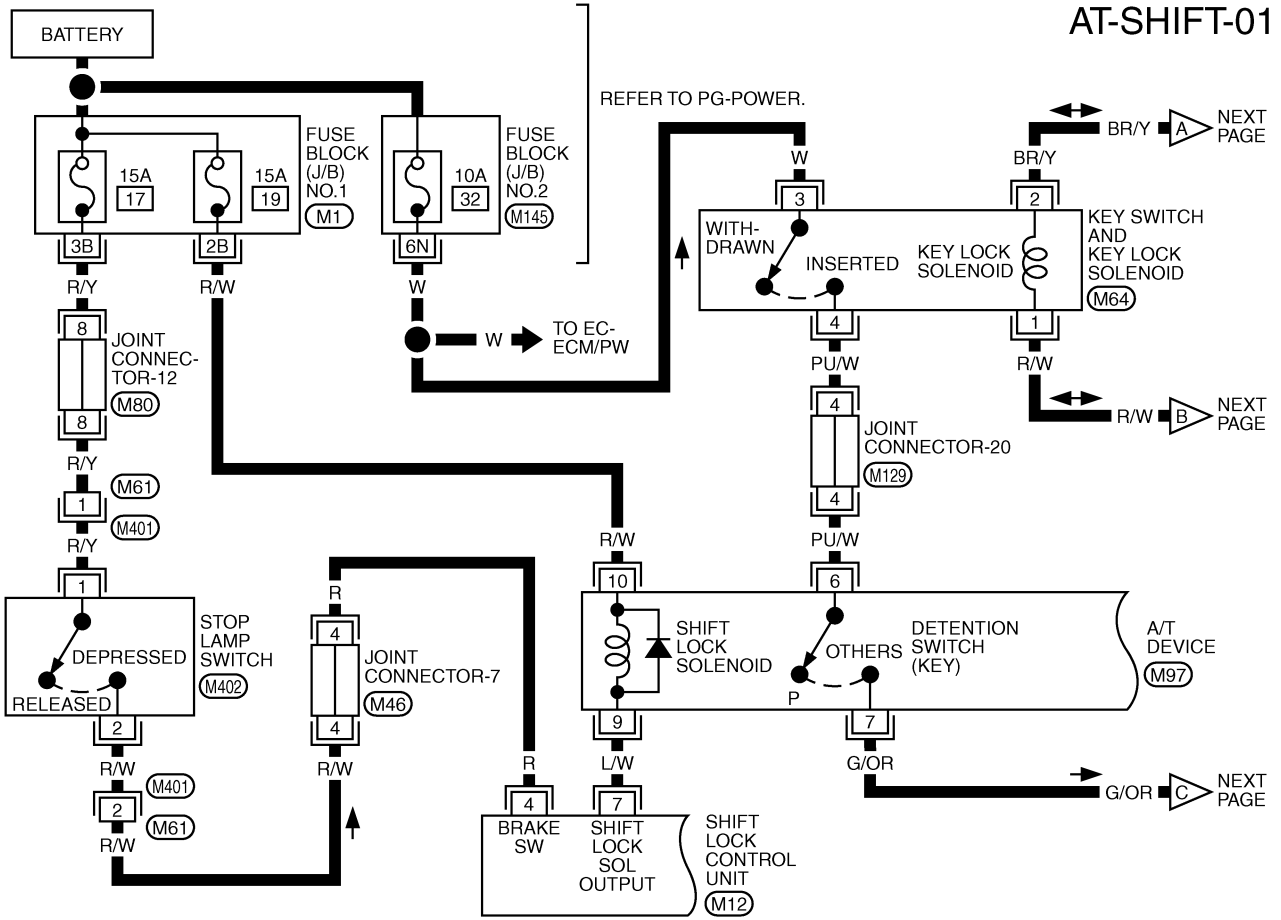 AT-SHIFT-01
BATTERY
REFER TO PG-POWER.
15A
17
15A
19
FUSE
BLOCK
(J/B)
NO.1
M1
10A
32
FUSE
BLOCK
(J/B)
NO.2
M145
3B
2B
6N
R/Y
R/W
W
W
TO EC-
ECM/PW
W
3
WITH-
DRAWN
INSERTED
4
BR/Y
A
NEXT
PAGE
BR/Y
2
KEY LOCK
SOLENOID
1
KEY SWITCH
AND
KEY LOCK
SOLENOID
M64
R/W
R/W
B
NEXT
PAGE
PU/W
4
JOINT
CONNECTOR-20
M129
4
PU/W
8
JOINT
CONNEC-
TOR-12
M80
8
R/Y
M61
1
M401
R/Y
1
DEPRESSED
RELEASED
STOP
LAMP
SWITCH
M402
2
R/W
M401
2
M61
R/W
R
4
JOINT
CONNECTOR-7
M46
4
R/W
R/W
10
SHIFT
LOCK
SOLENOID
9
6
OTHERS
P
DETENTION
SWITCH
(KEY)
7
A/T
DEVICE
M97
R
L/W
G/OR
G/OR
C
NEXT
PAGE
4
BRAKE
SW
7
SHIFT
LOCK
SOL
OUTPUT
SHIFT
LOCK
CONTROL
UNIT
M12